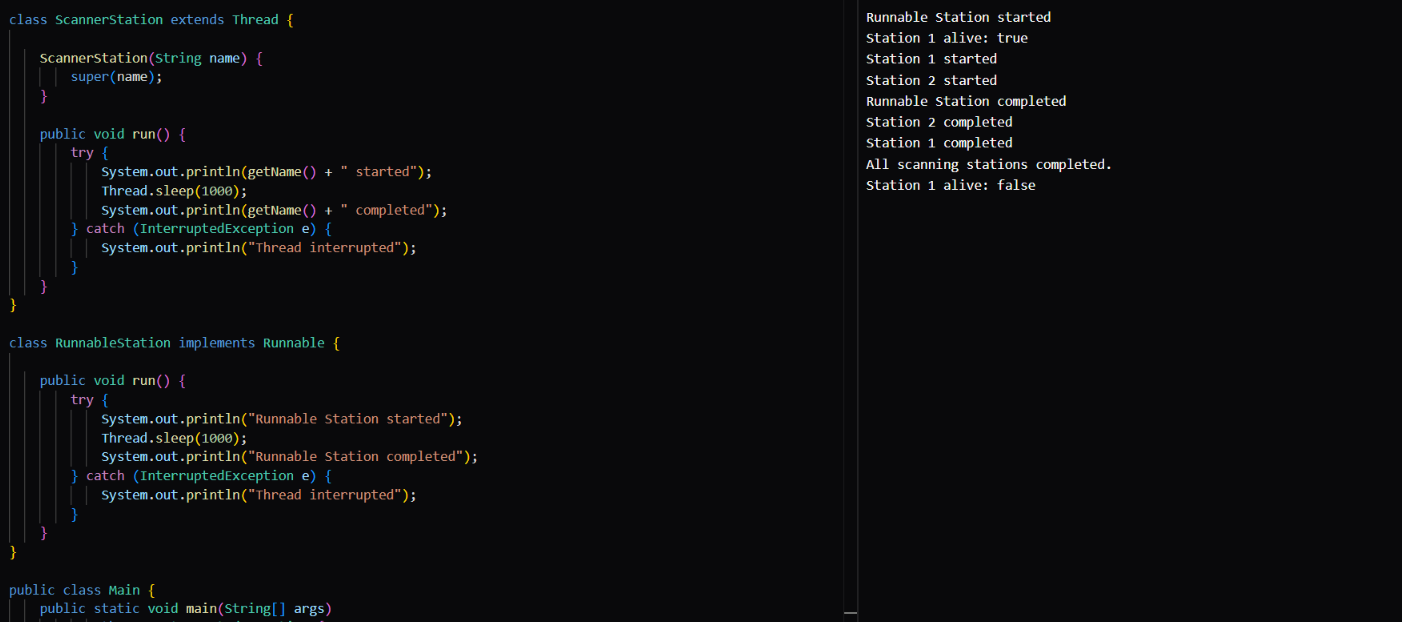 class ScannerStation extends Thread {
    ScannerStation(String name) {
        super(name);
    }
    public void run() {
        try {
            System.out.println(getName() + " started");
            Thread.sleep(1000);
            System.out.println(getName() + " completed");
        } catch (InterruptedException e) {
            System.out.println("Thread interrupted");
        }
    }
}
class RunnableStation implements Runnable {
    public void run() {
        try {
            System.out.println("Runnable Station started");
            Thread.sleep(1000);
            System.out.println("Runnable Station completed");
        } catch (InterruptedException e) {
            System.out.println("Thread interrupted");
        }
    }
}
public class Main {
    public static void main(String[] args)
Runnable Station started
Station 1 alive: true
Station 1 started
Station 2 started
Runnable Station completed
Station 2 completed
Station 1 completed
All scanning stations completed.
Station 1 alive: false